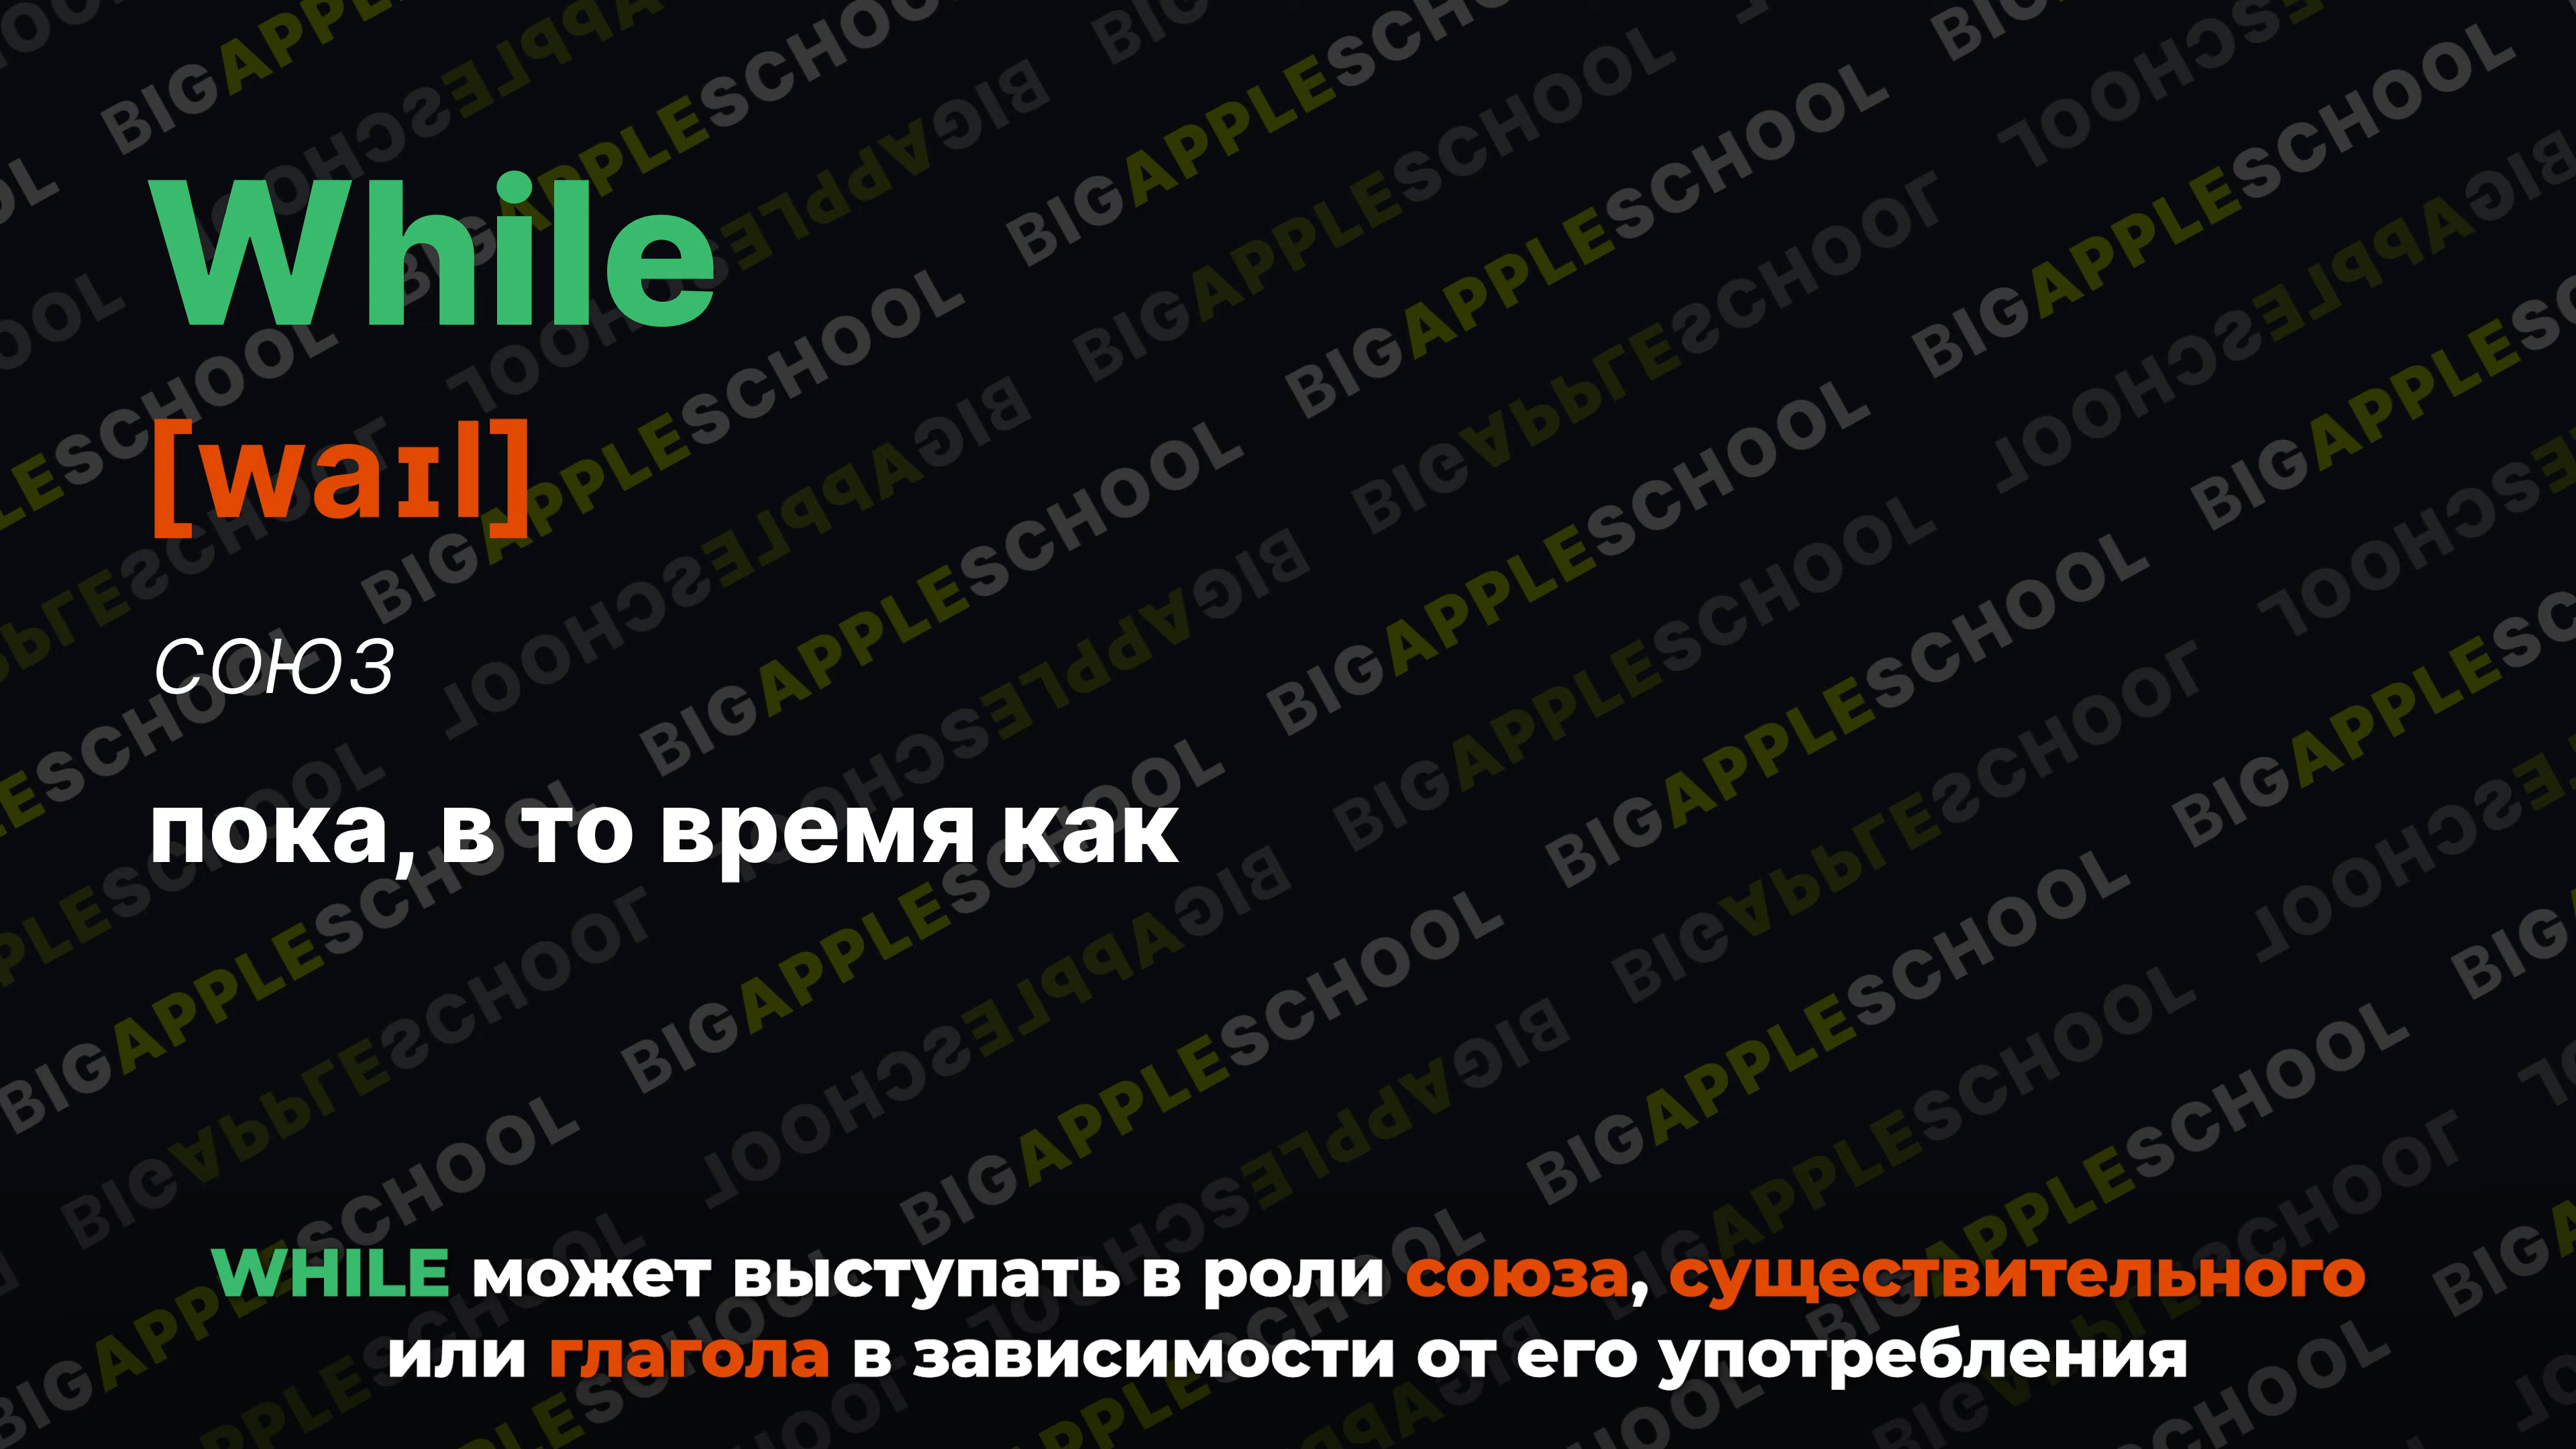 While
[waɪl]
союз
пока, в то время как
WHILE может выступать в роли союза, существительного
или глагола в зависимости от его употребления
BIGAPPLESCHOOL